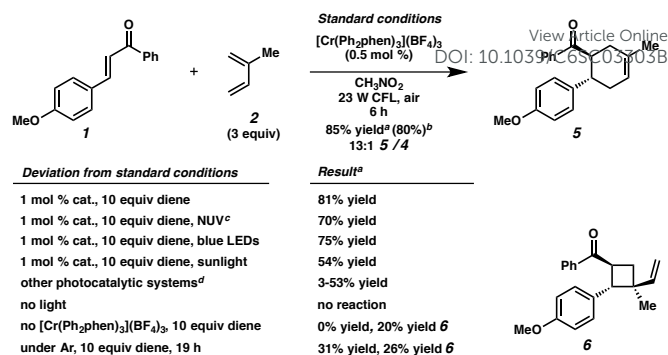 Standard conditions
[Cr(Ph2phen)3](BF4)3
(0.5 mol %)
CH3NO2
23 W CFL, air
6 h
85% yield^a (80%)^b
13:1 5 / 4
View Article Online
DOI: 10.1039/C6SC03303B
O
Ph
MeO
1
+
Me
2
(3 equiv)
O
Ph
Me
MeO
5
Deviation from standard conditions Result^a
1 mol % cat., 10 equiv diene 81% yield
1 mol % cat., 10 equiv diene, NUV^c 70% yield
1 mol % cat., 10 equiv diene, blue LEDs 75% yield
1 mol % cat., 10 equiv diene, sunlight 54% yield
other photocatalytic systems^d 3-53% yield
no light no reaction
no [Cr(Ph2phen)3](BF4)3, 10 equiv diene 0% yield, 20% yield 6
under Ar, 10 equiv diene, 19 h 31% yield, 26% yield 6
O
Ph
Me
MeO
6